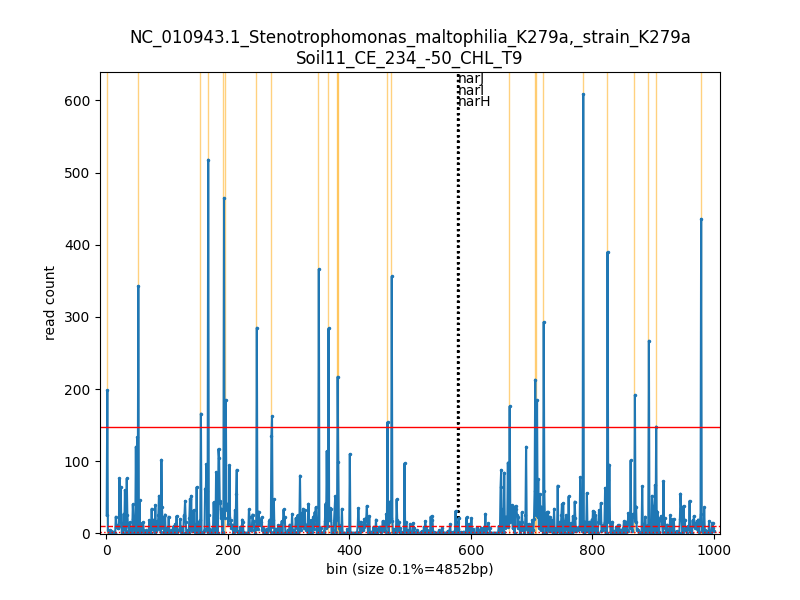 NC_010943.1_Stenotrophomonas_maltophilia_K279a,_strain_K279a
Soil11_CE_234_-50_CHL_T9
narJ
narI
narH
600
500
400
300
200
100
0
read count
0
200
400
600
800
1000
bin (size 0.1%=4852bp)